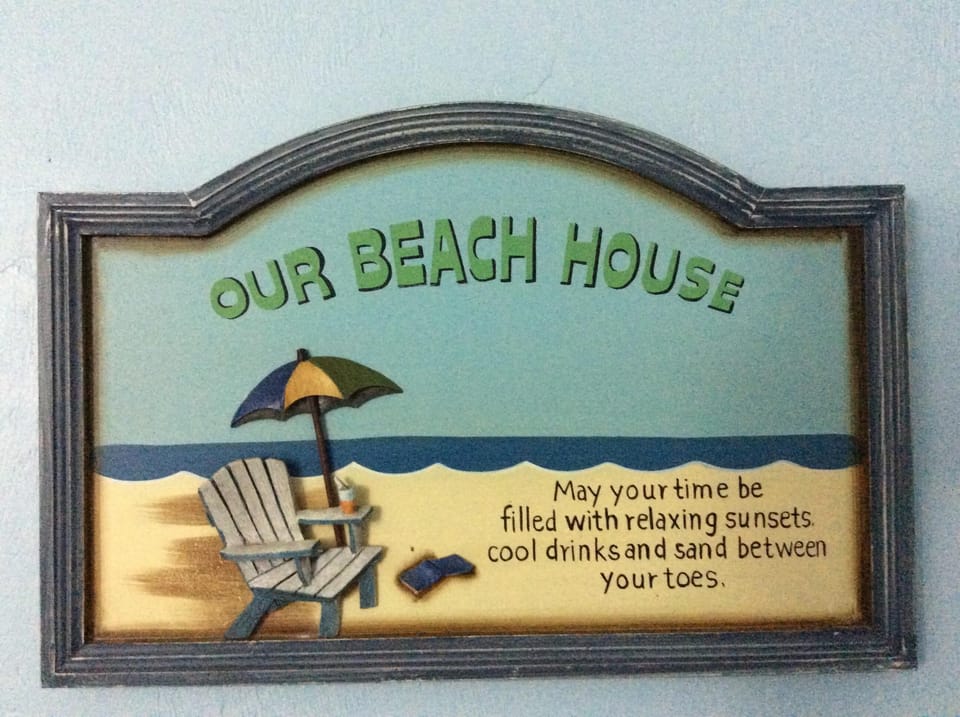 OUR BEACH HOUSE
May your time be
filled with relaxing sunsets.
cool drinks and sand between
your toes.